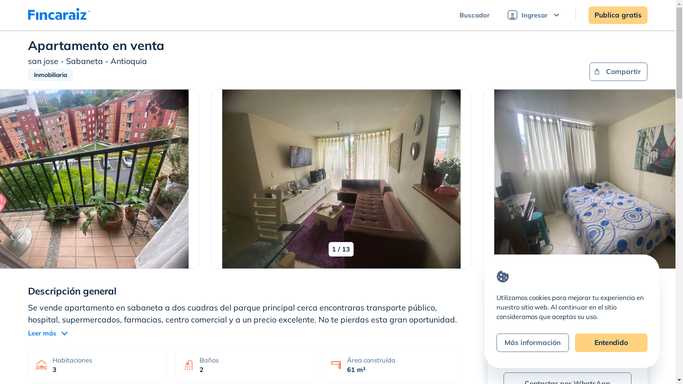 Fincaraiz
Buscador
Ingresar
Publica gratis
Apartamento en venta
san jose - Sabaneta - Antioquia
Inmobiliaria
Compartir
1 / 13
Descripción general
Se vende apartamento en sabaneta a dos cuadras del parque principal cerca encontraras transporte público,
hospital, supermercados, farmacias, centro comercial y a un precio excelente. No te pierdas esta gran oportunidad.
Leer más
Habitaciones
3
Baños
2
Área construida
61 m²
Utilizamos cookies para mejorar tu experiencia en
nuestro sitio web. Al continuar en el sitio
consideramos que aceptas su uso.
Más información
Entendido
Contactar por WhatsApp